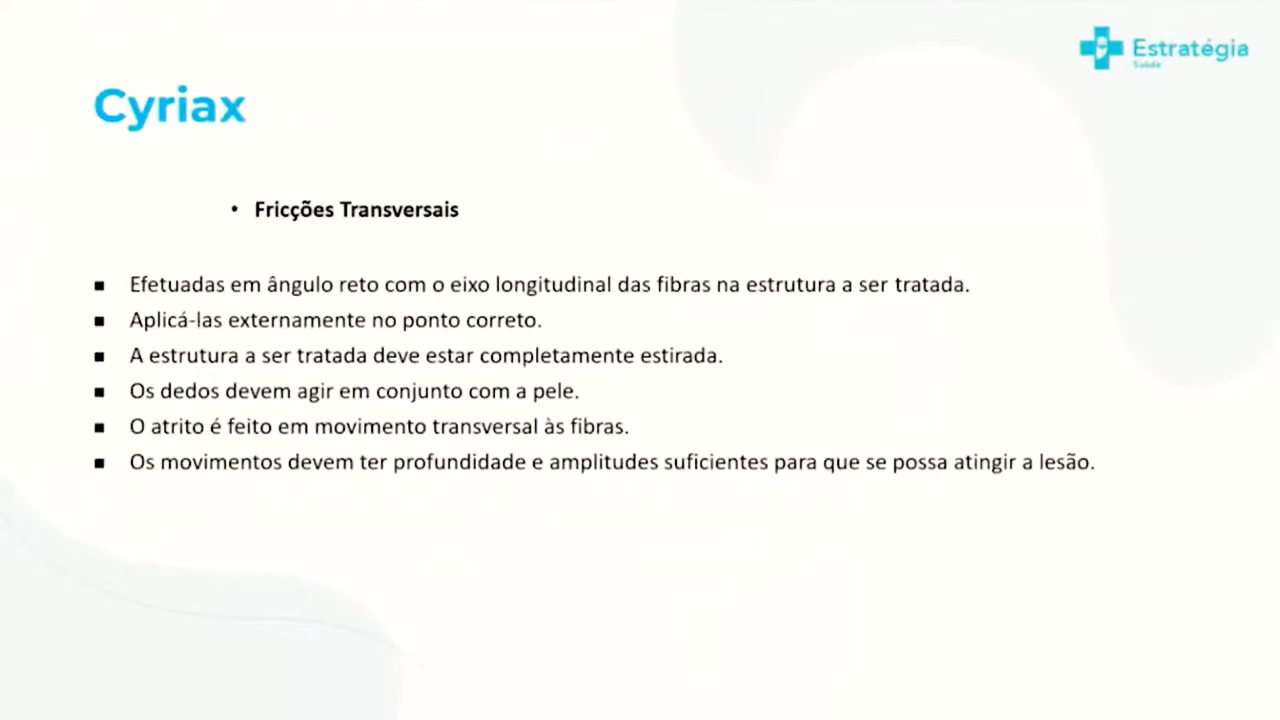 Estratégia
Saúde
Cyriax
• Fricções Transversais
▪ Efetuadas em ângulo reto com o eixo longitudinal das fibras na estrutura a ser tratada.
▪ Aplicá-las externamente no ponto correto.
▪ A estrutura a ser tratada deve estar completamente estirada.
▪ Os dedos devem agir em conjunto com a pele.
▪ O atrito é feito em movimento transversal às fibras.
▪ Os movimentos devem ter profundidade e amplitudes suficientes para que se possa atingir a lesão.